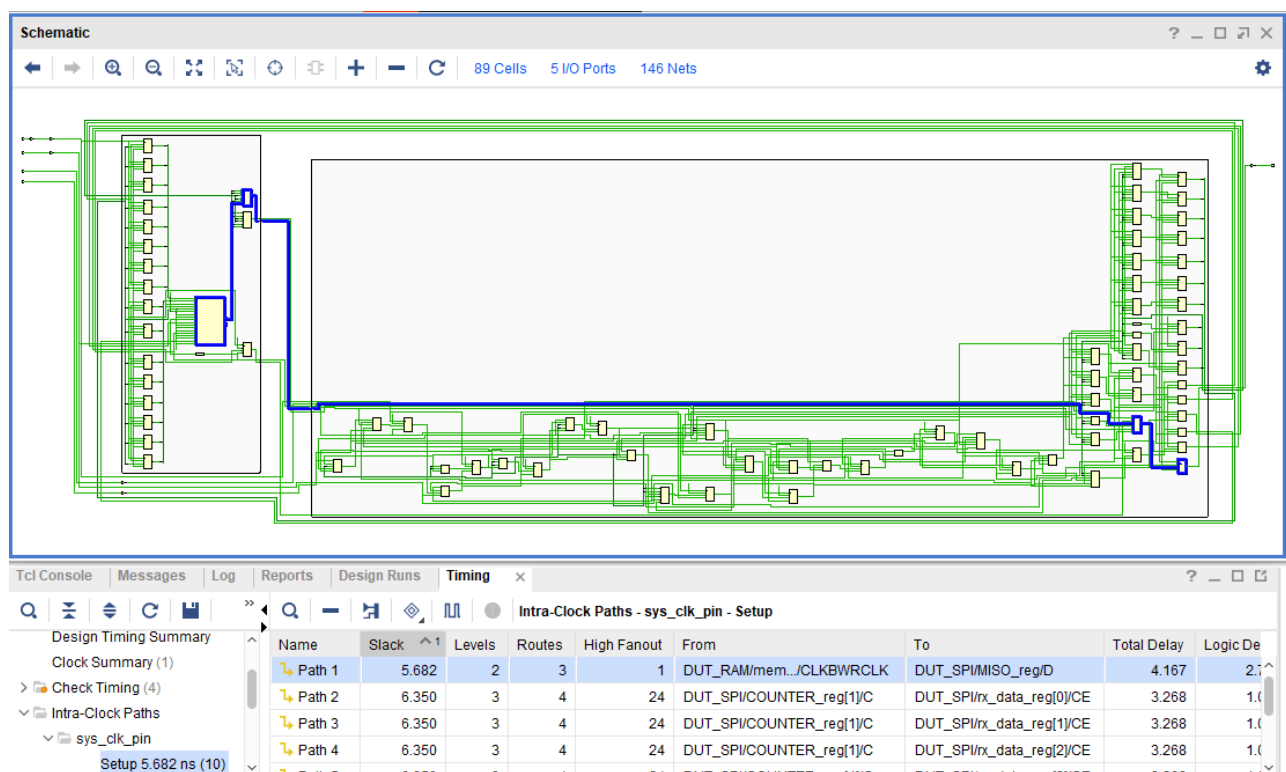 Schematic
89 Cells 5 I/O Ports 146 Nets
Tcl Console Messages Log Reports Design Runs Timing
Intra-Clock Paths - sys_clk_pin - Setup
Design Timing Summary
Clock Summary (1)
Check Timing (4)
Intra-Clock Paths
sys_clk_pin
Setup 5.682 ns (10)
Name Slack ^1 Levels Routes High Fanout From To Total Delay Logic De
Path 1 5.682 2 3 1 DUT_RAM/mem.../CLKBWRCLK DUT_SPI/MISO_reg/D 4.167
Path 2 6.350 3 4 24 DUT_SPI/COUNTER_reg[1]/C DUT_SPI/rx_data_reg[0]/CE 3.268
Path 3 6.350 3 4 24 DUT_SPI/COUNTER_reg[1]/C DUT_SPI/rx_data_reg[1]/CE 3.268
Path 4 6.350 3 4 24 DUT_SPI/COUNTER_reg[1]/C DUT_SPI/rx_data_reg[2]/CE 3.268